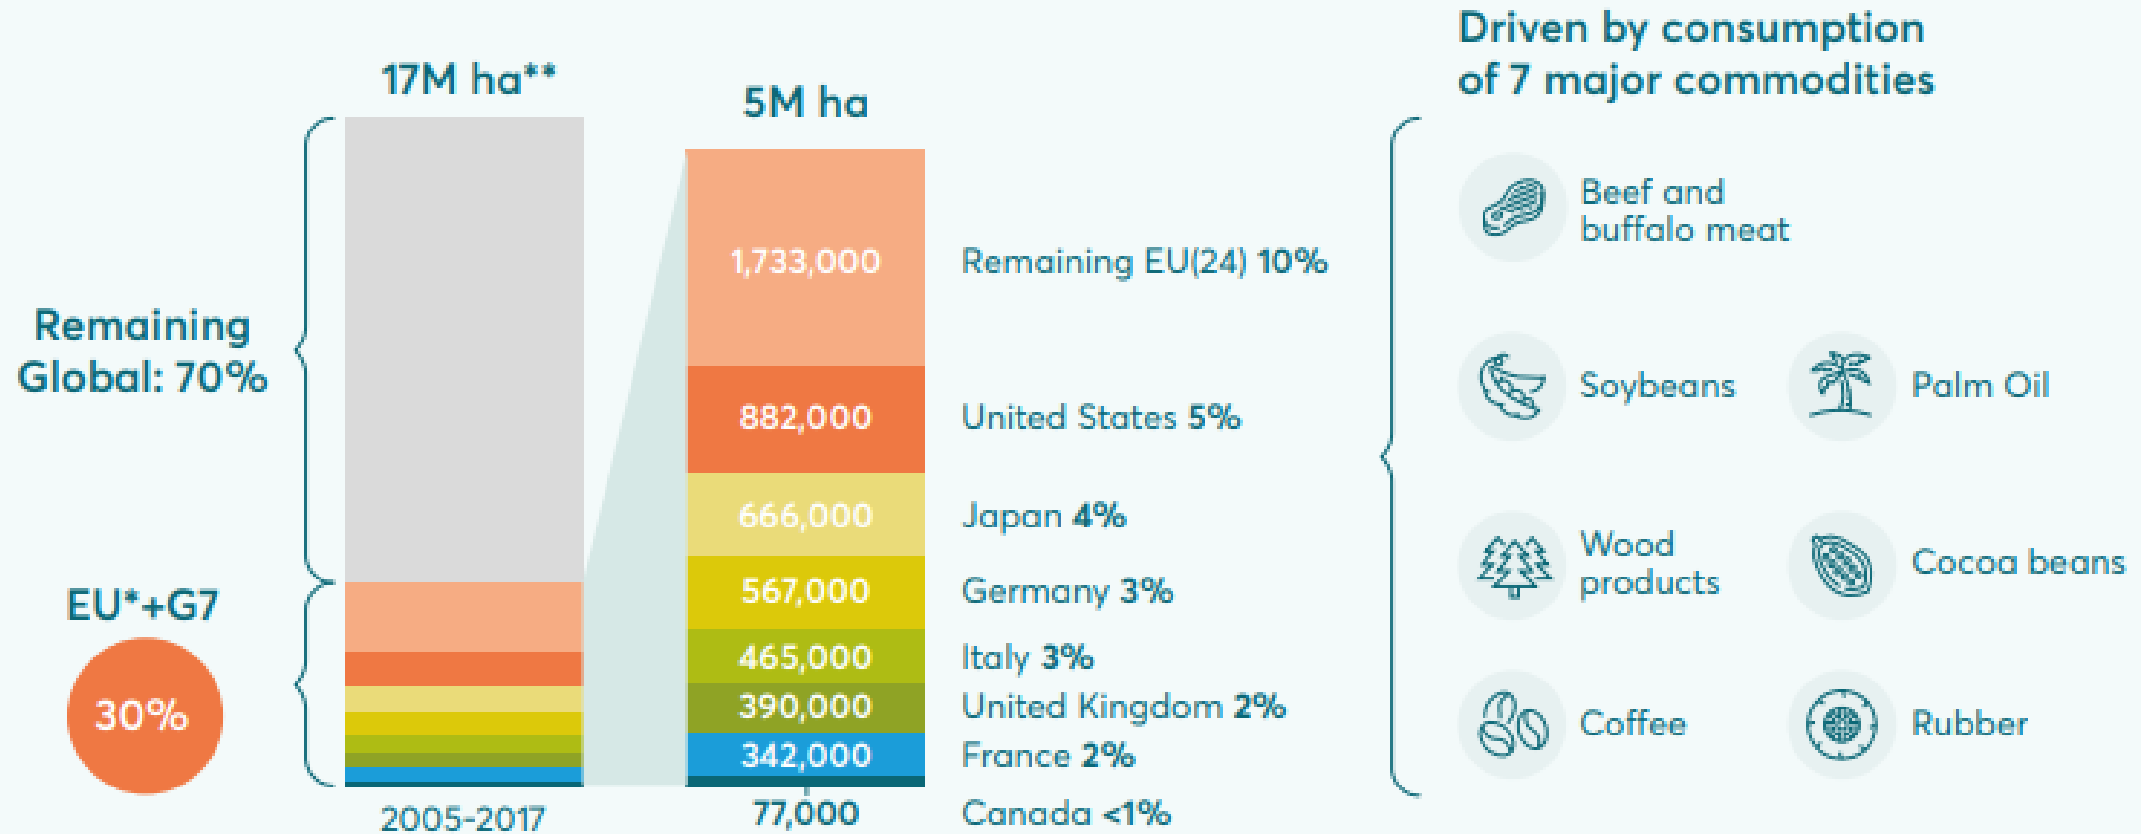 17M ha**
Remaining
Global: 70%
EU*+G7
30%
2005-2017
5M ha
1,733,000
Remaining EU(24) 10%
882,000
United States 5%
666,000
Japan 4%
567,000
Germany 3%
465,000
Italy 3%
390,000
United Kingdom 2%
342,000
France 2%
77,000
Canada <1%
Driven by consumption
of 7 major commodities
Beef and
buffalo meat
Soybeans
Palm Oil
Wood
products
Cocoa beans
Coffee
Rubber